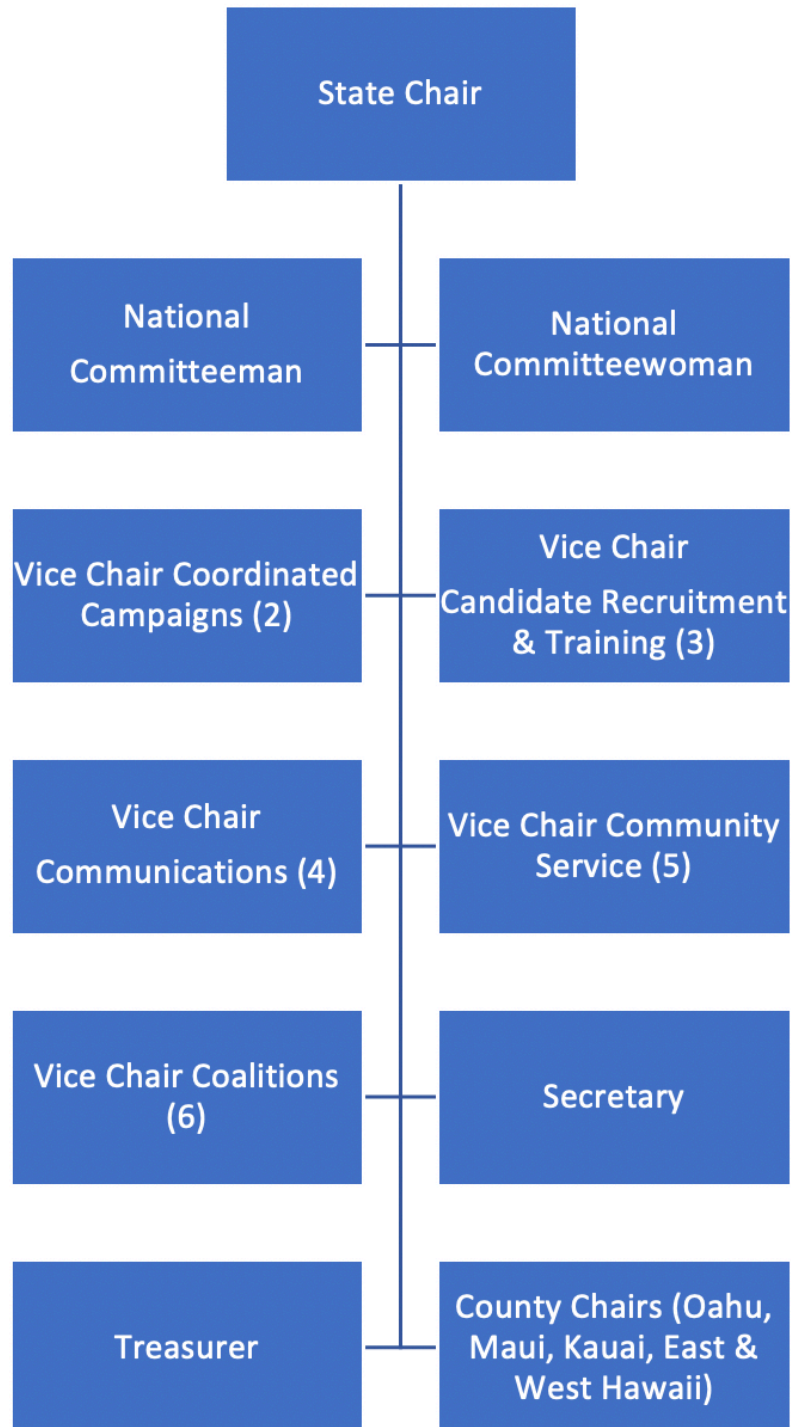 State Chair
National
Committeeman
National
Committeewoman
Vice Chair Coordinated
Campaigns (2)
Vice Chair
Candidate Recruitment
& Training (3)
Vice Chair
Communications (4)
Vice Chair Community
Service (5)
Vice Chair Coalitions
(6)
Secretary
Treasurer
County Chairs (Oahu,
Maui, Kauai, East &
West Hawaii)